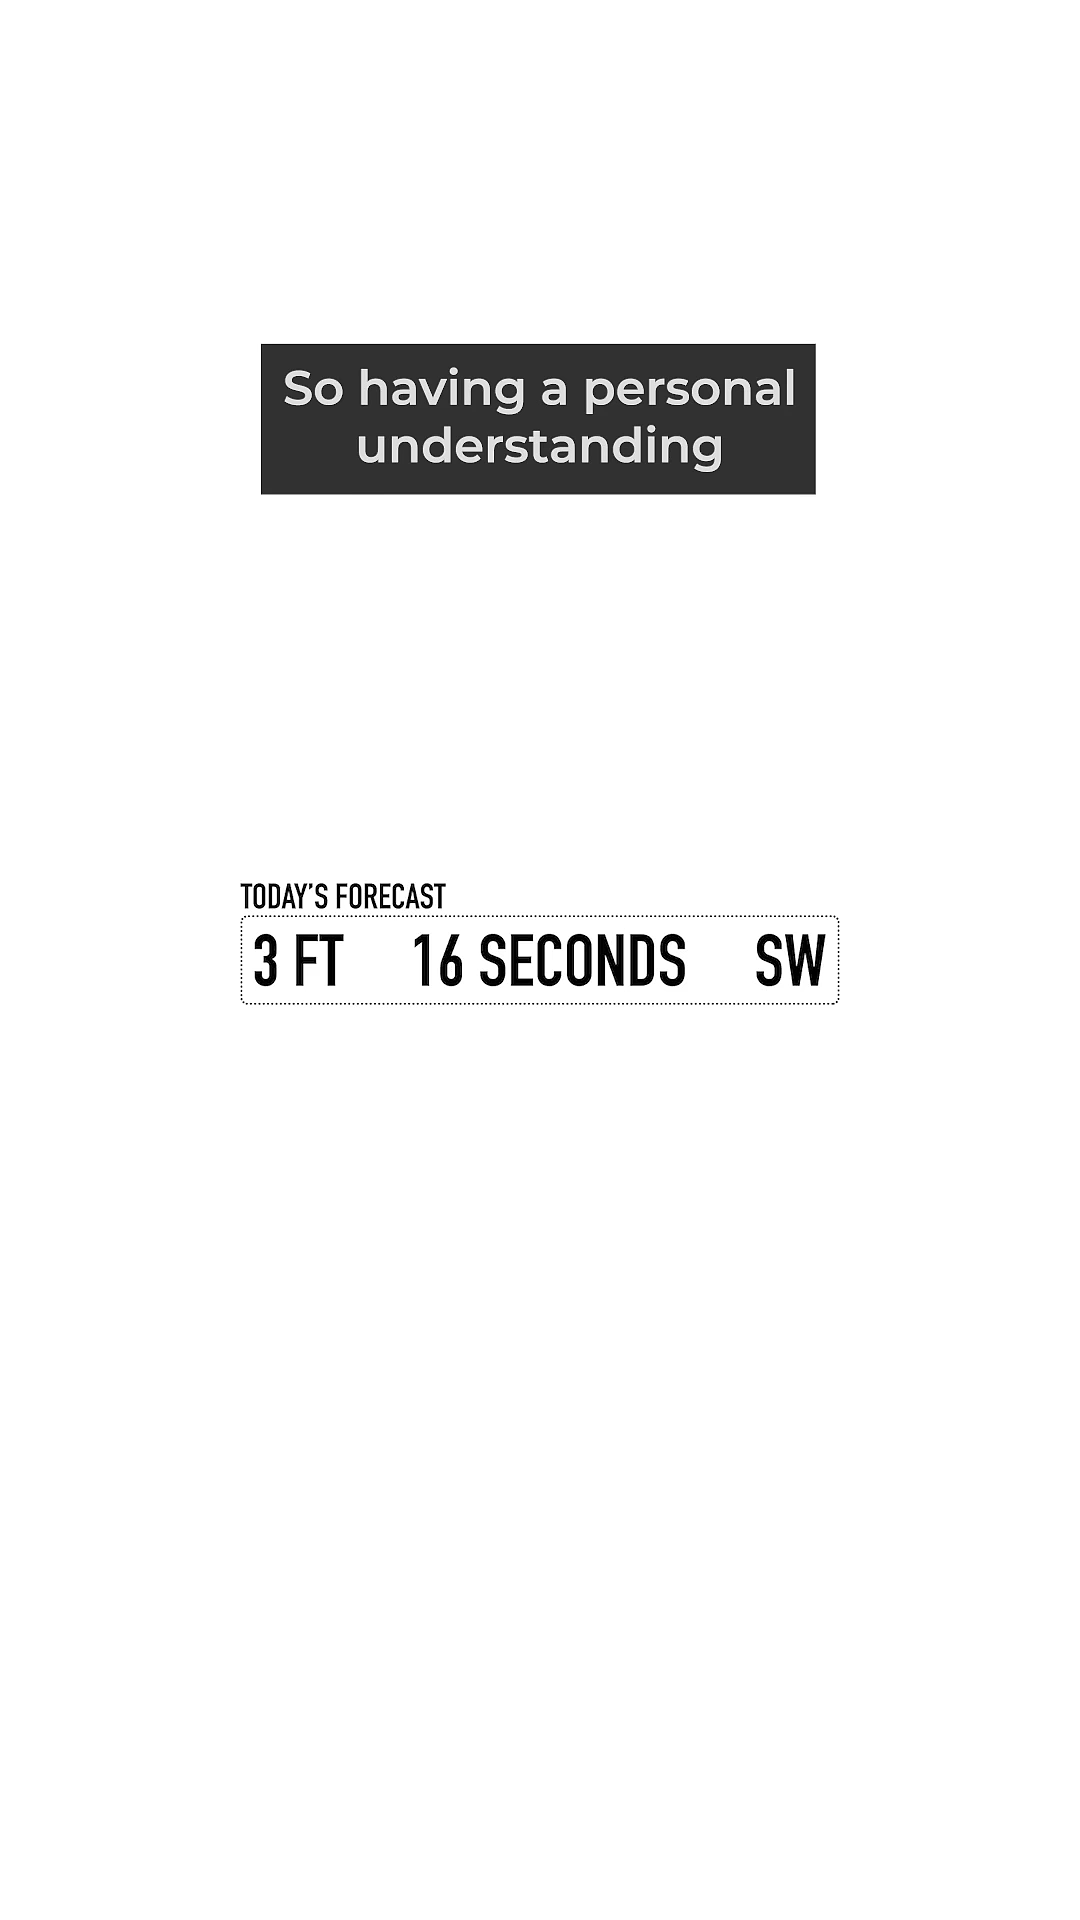 So having a personal
understanding
TODAY’S FORECAST
3 FT 16 SECONDS SW